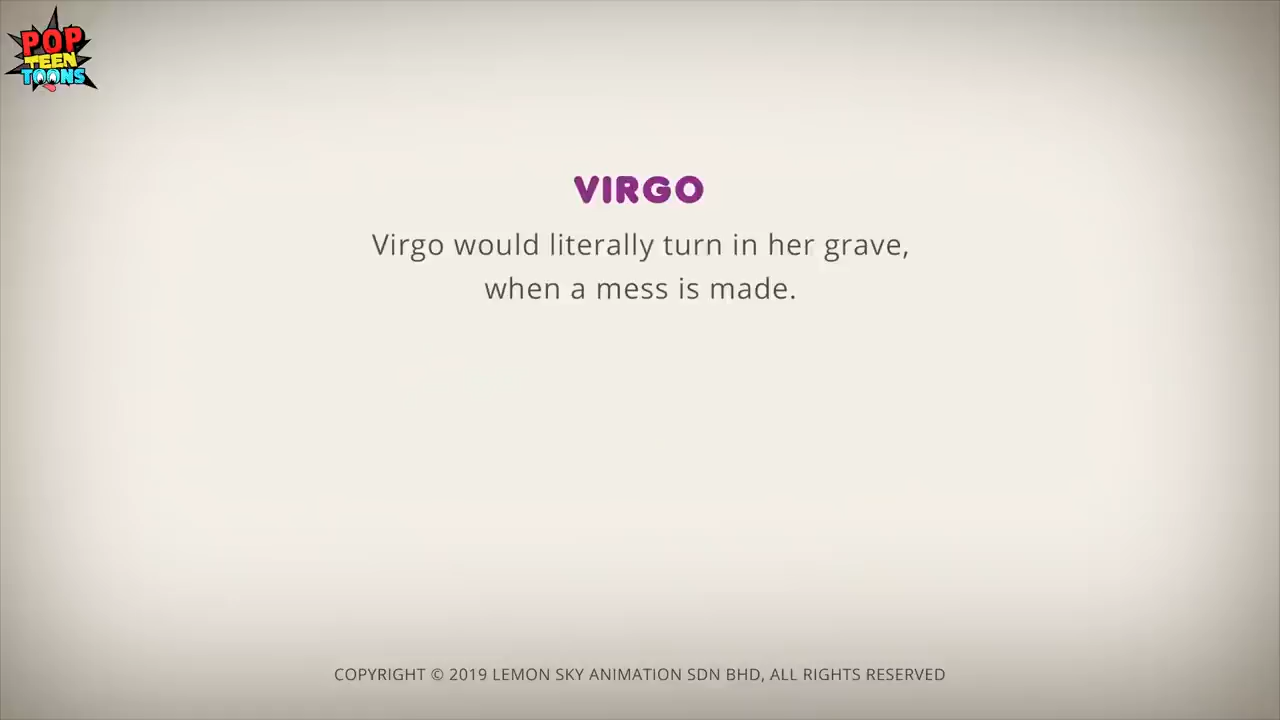 POP
TEEN
TOONS
VIRGO
Virgo would literally turn in her grave,
when a mess is made.
COPYRIGHT © 2019 LEMON SKY ANIMATION SDN BHD, ALL RIGHTS RESERVED